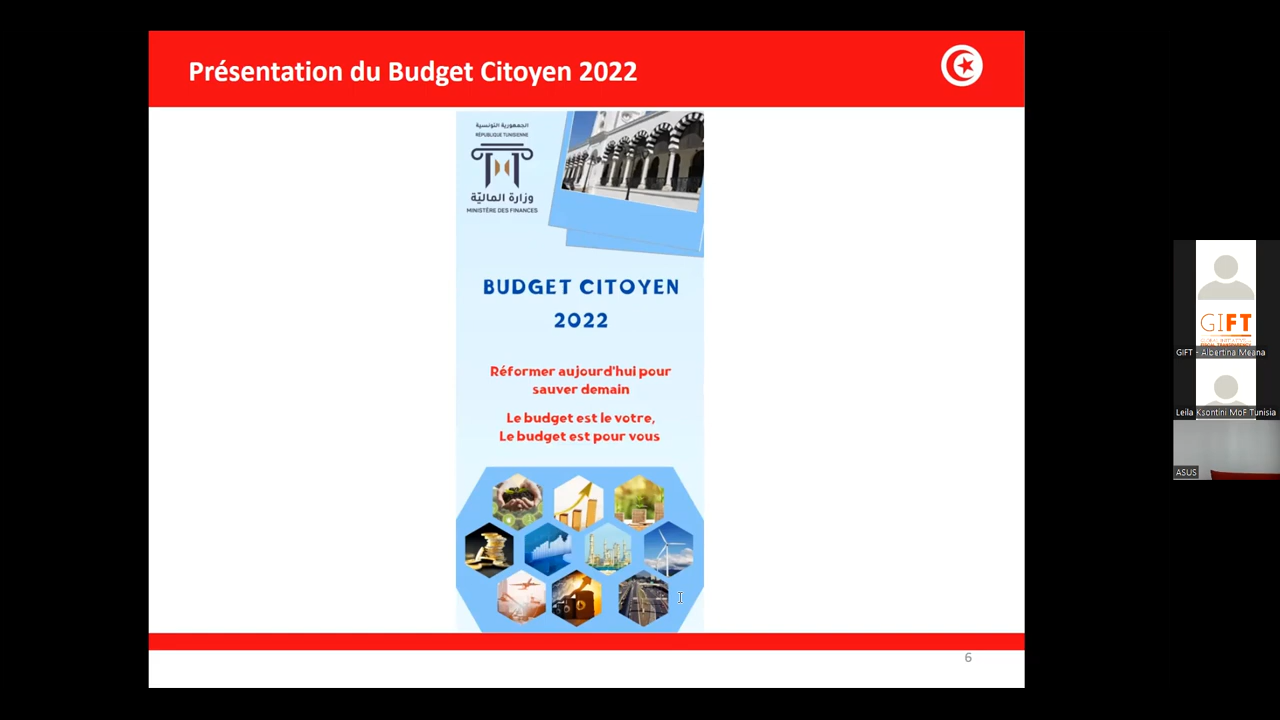 Présentation du Budget Citoyen 2022
الجمهورية التونسية
RÉPUBLIQUE TUNISIENNE
وزارة الماليّة
MINISTÈRE DES FINANCES
BUDGET CITOYEN
2022
Réformer aujourd'hui pour
sauver demain
Le budget est le votre,
Le budget est pour vous
6
GIFT
GIFT - Albertina Meana
Leila Ksontini MoF Tunisia
ASUS